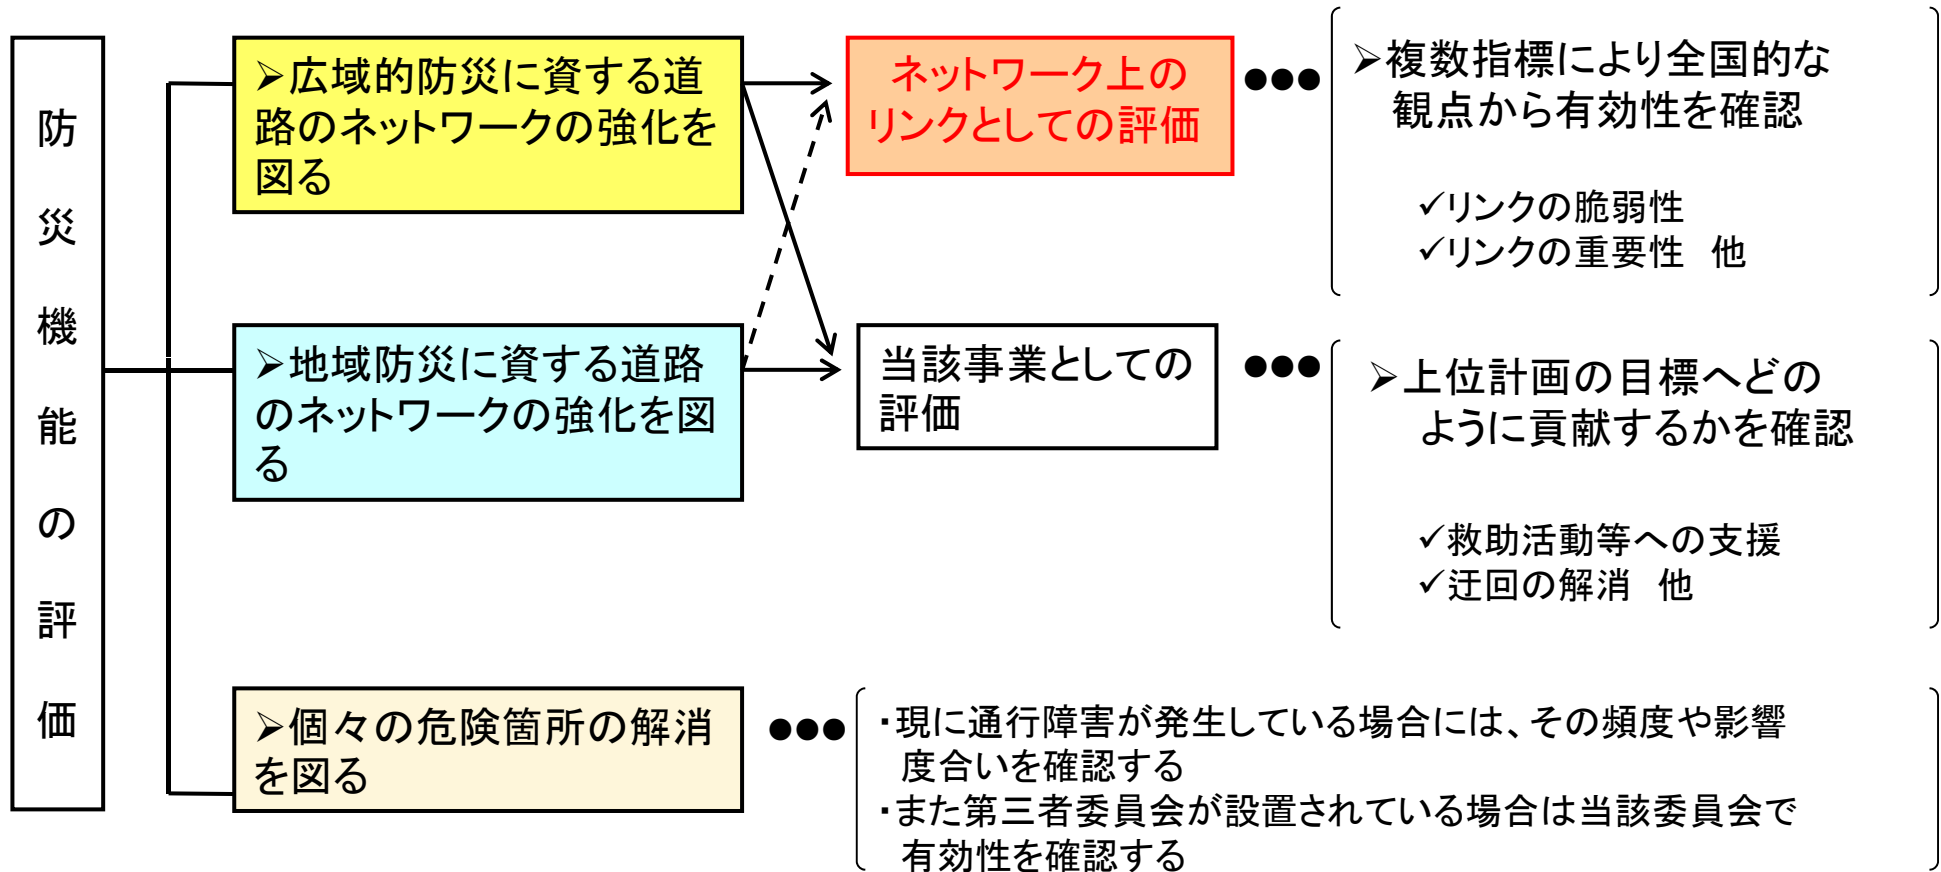 防災機能の評価
➢広域的防災に資する道
路のネットワークの強化を
図る
ネットワーク上の
リンクとしての評価
●●●
➢複数指標により全国的な
観点から有効性を確認
✓リンクの脆弱性
✓リンクの重要性　他
➢地域防災に資する道路
のネットワークの強化を図
る
当該事業としての
評価
●●●
➢上位計画の目標へどの
ように貢献するかを確認
✓救助活動等への支援
✓迂回の解消　他
➢個々の危険箇所の解消
を図る
●●●
・現に通行障害が発生している場合には、その頻度や影響
度合いを確認する
・また第三者委員会が設置されている場合は当該委員会で
有効性を確認する